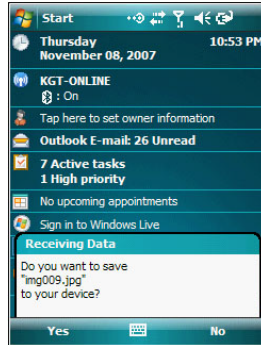 Start
Thursday 10:53 PM
November 08, 2007
KGT-ONLINE
: On
Tap here to set owner information
Outlook E-mail: 26 Unread
7 Active tasks
1 High priority
No upcoming appointments
Sign in to Windows Live
Receiving Data
Do you want to save
"img009.jpg"
to your device?
Yes No